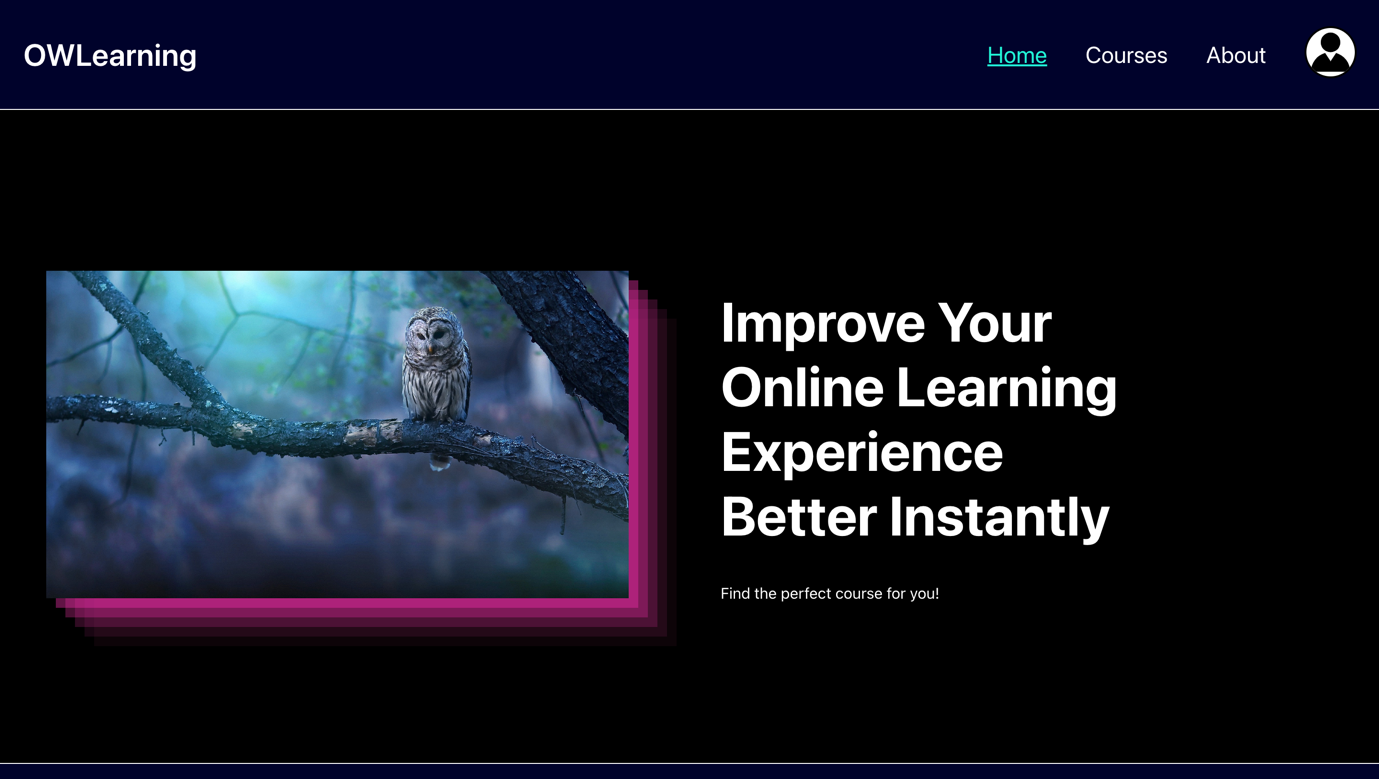 OWLearning
Home
Courses
About
Improve Your
Online Learning
Experience
Better Instantly
Find the perfect course for you!